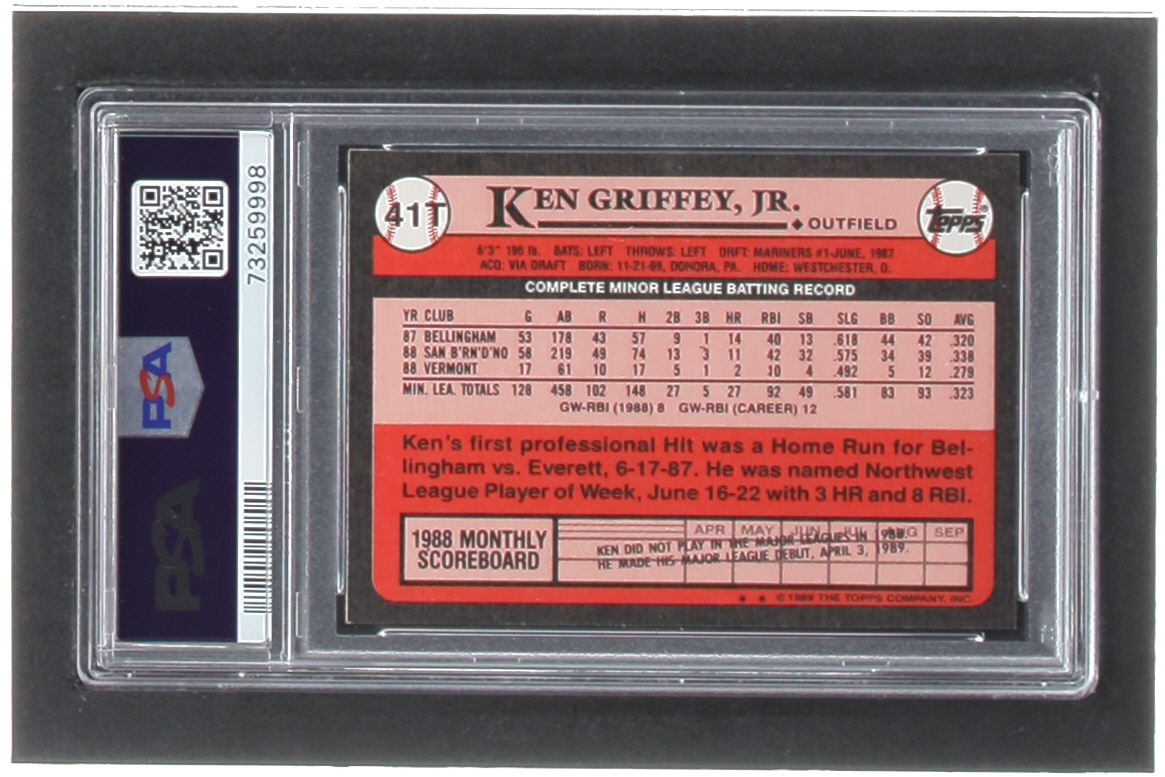 73259998
PSA
PSA
41T
KEN GRIFFEY, JR.
OUTFIELD
TOPPS®
6'3" 195 lb. BATS: LEFT THROWS: LEFT DRFT: MARINERS #1-JUNE, 1987
ACQ: VIA DRAFT BORN: 11-21-69, DONORA, PA. HOME: WESTCHESTER, O.
COMPLETE MINOR LEAGUE BATTING RECORD
YR CLUB G AB R H 2B 3B HR RBI SB SLG BB SO AVG
87 BELLINGHAM 53 178 43 57 9 1 14 40 13 .618 44 42 .320
88 SAN B'RN'D'NO 58 219 49 74 13 3 11 42 32 .575 34 39 .338
88 VERMONT 17 61 10 17 5 1 2 10 4 .492 5 12 .279
MIN. LEA. TOTALS 128 458 102 148 27 5 27 92 49 .581 83 93 .323
GW-RBI (1988) 8 GW-RBI (CAREER) 12
Ken's first professional Hit was a Home Run for Bel-
lingham vs. Everett, 6-17-87. He was named Northwest
League Player of Week, June 16-22 with 3 HR and 8 RBI.
1988 MONTHLY
SCOREBOARD
APR MAY JUN JUL AUG SEP
KEN DID NOT PLAY IN THE MAJOR LEAGUES IN 1988.
HE MADE HIS MAJOR LEAGUE DEBUT, APRIL 3, 1989.
* * © 1989 THE TOPPS COMPANY, INC.